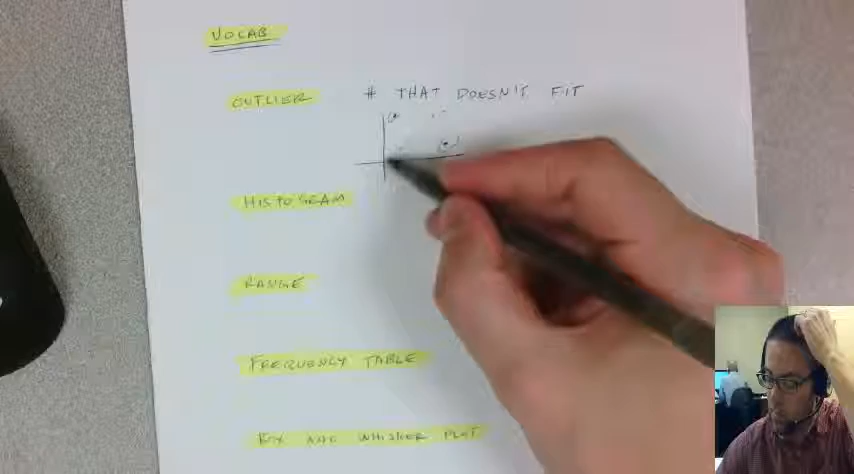 VOCAB
OUTLIER # THAT DOESN'T FIT
HISTOGRAM
RANGE
FREQUENCY TABLE
BOX AND WHISKER PLOT